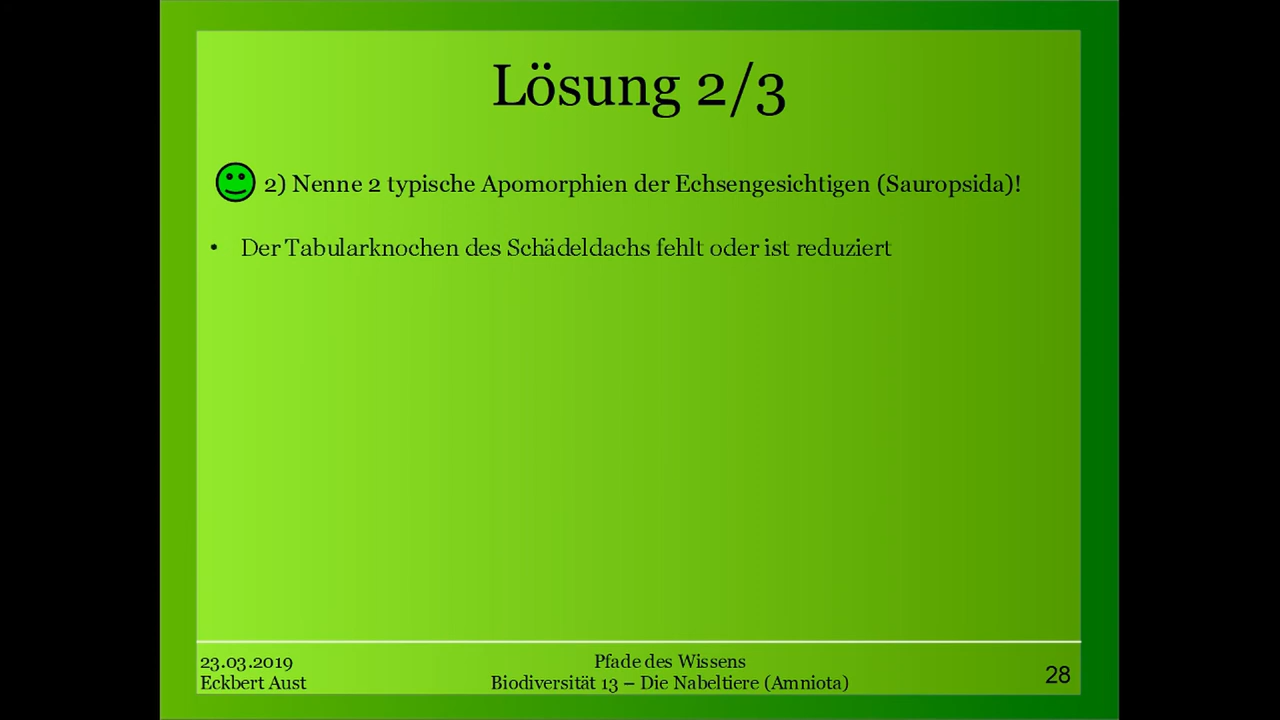 Lösung 2/3
2) Nenne 2 typische Apomorphien der Echsengesichtigen (Sauropsida)!
• Der Tabularknochen des Schädeldachs fehlt oder ist reduziert
23.03.2019
Eckbert Aust
Pfade des Wissens
Biodiversität 13 – Die Nabeltiere (Amniota)
28